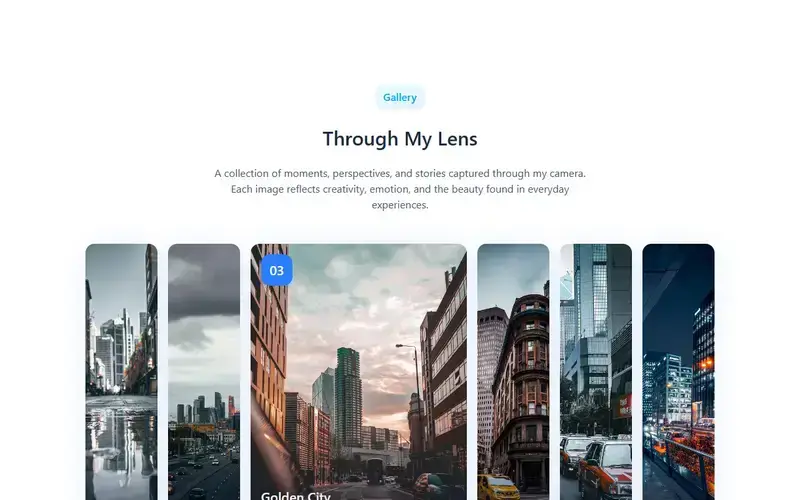 Gallery
Through My Lens
A collection of moments, perspectives, and stories captured through my camera.
Each image reflects creativity, emotion, and the beauty found in everyday
experiences.
03
Golden City